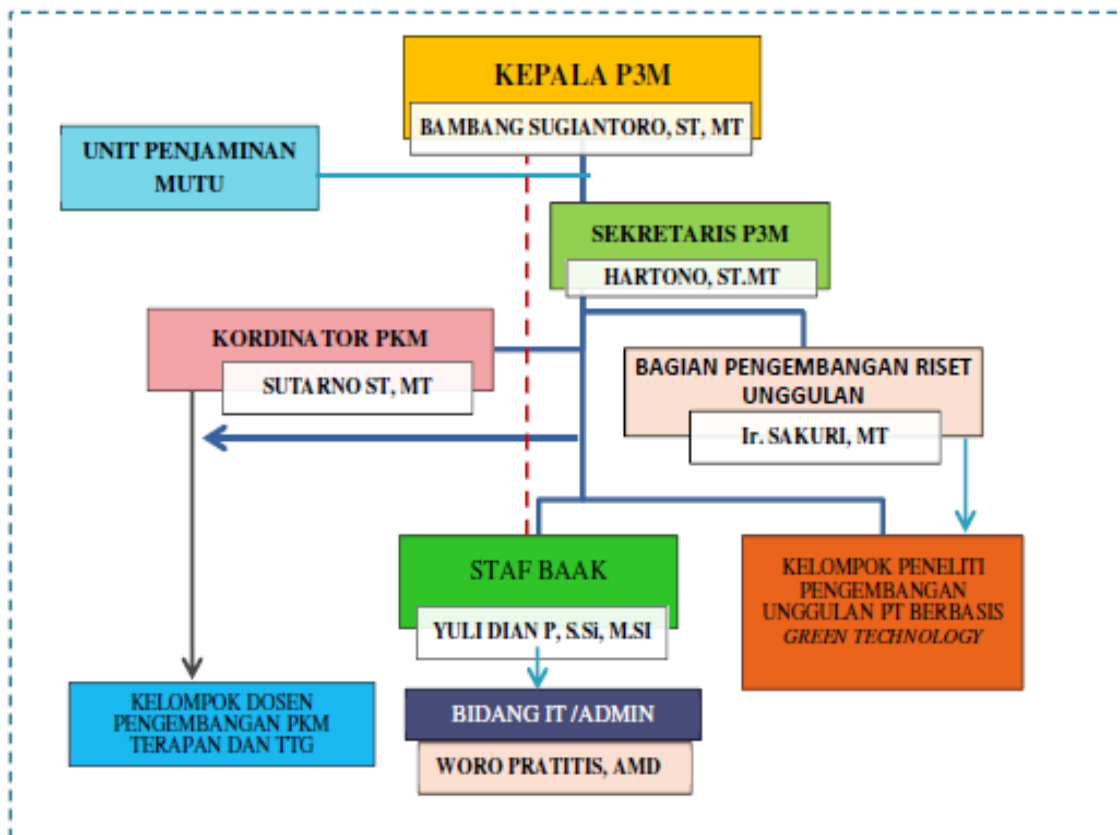 KEPALA P3M
BAMBANG SUGIANTORO, ST, MT
UNIT PENJAMINAN
MUTU
SEKRETARIS P3M
HARTONO, ST.MT
KORDINATOR PKM
SUTARNO ST, MT
BAGIAN PENGEMBANGAN RISET
UNGGULAN
Ir. SAKURI, MT
STAF BAAK
YULI DIAN P, S.Si, M.SI
KELOMPOK PENELITI
PENGEMBANGAN
UNGGULAN PT BERBASIS
GREEN TECHNOLOGY
KELOMPOK DOSEN
PENGEMBANGAN PKM
TERAPAN DAN TTG
BIDANG IT /ADMIN
WORO PRATITIS, AMD